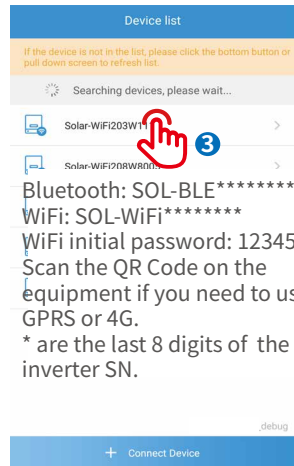 Device list
If the device is not in the list, please click the bottom button or
pull down screen to refresh list.
Searching devices, please wait...
Solar-WiFi203W11
3
Solar-WiFi208W8005
Bluetooth: SOL-BLE********
WiFi: SOL-WiFi********
WiFi initial password: 12345
Scan the QR Code on the
equipment if you need to us
GPRS or 4G.
* are the last 8 digits of the
inverter SN.
_debug
+ Connect Device